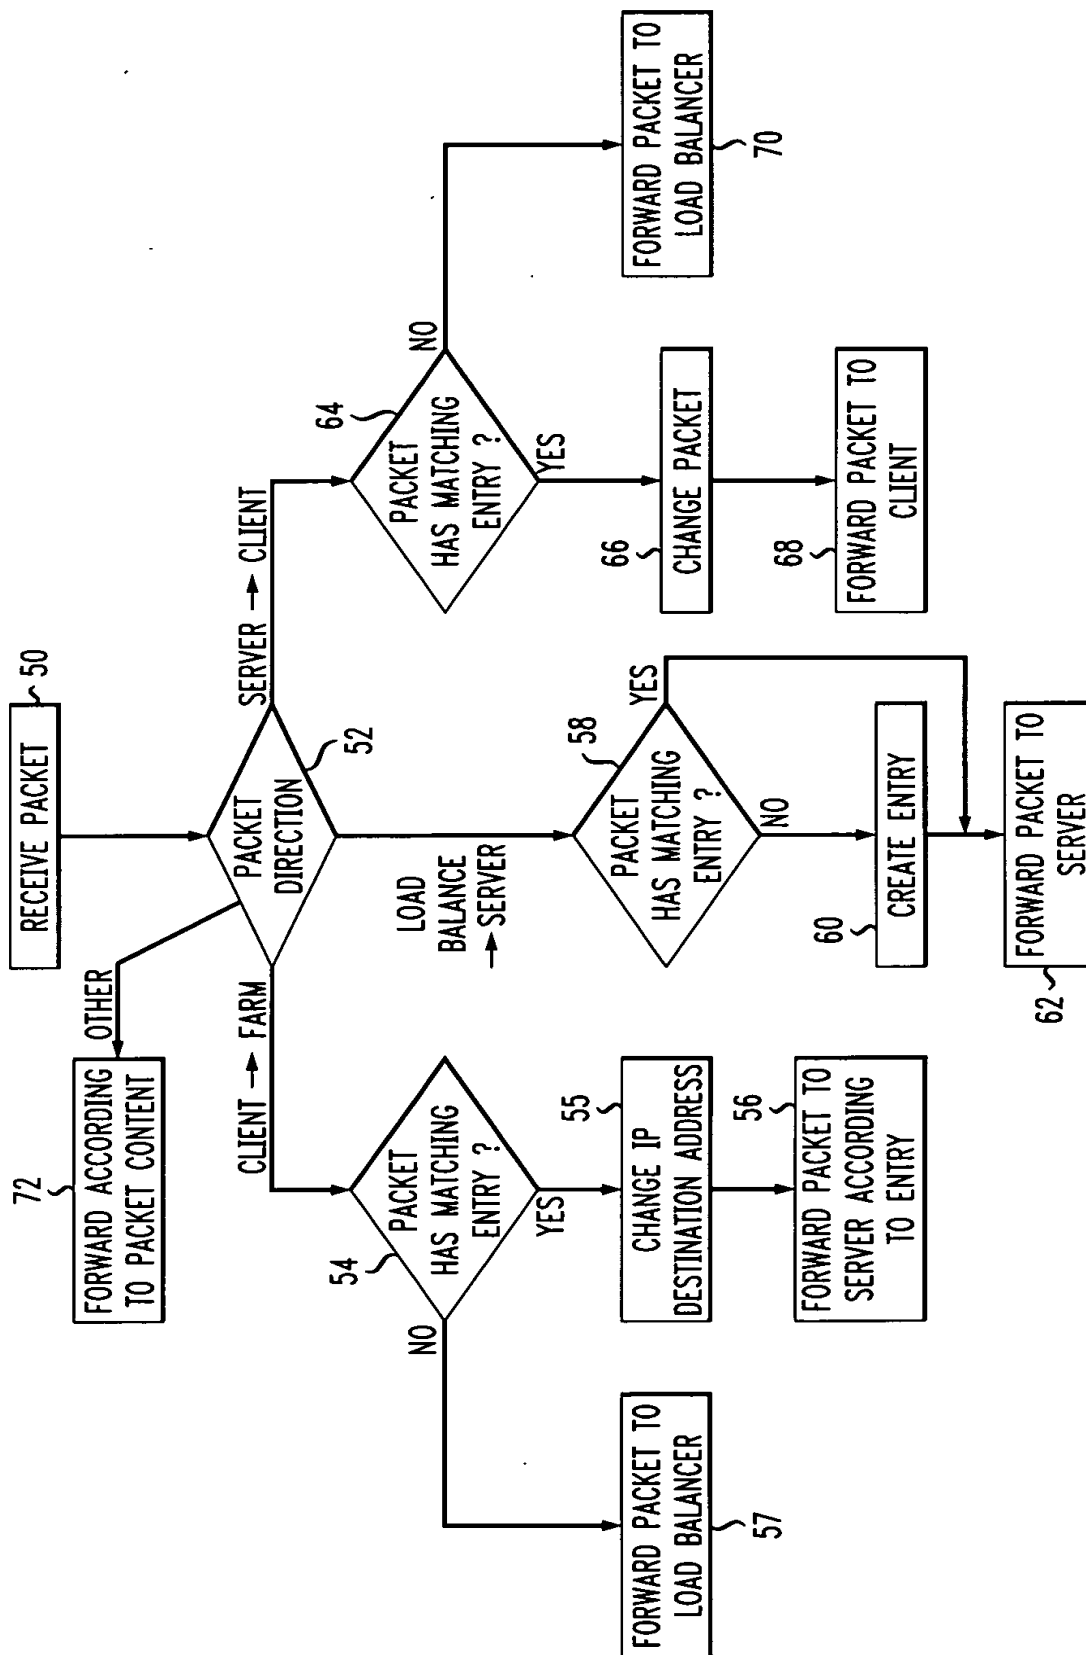 RECEIVE PACKET
50
PACKET
DIRECTION
52
OTHER
FORWARD ACCORDING
TO PACKET CONTENT
72
CLIENT → FARM
PACKET
HAS MATCHING
ENTRY ?
54
NO
FORWARD PACKET TO
LOAD BALANCER
57
YES
CHANGE IP
DESTINATION ADDRESS
55
FORWARD PACKET TO
SERVER ACCORDING
TO ENTRY
56
LOAD
BALANCE
→ SERVER
PACKET
HAS MATCHING
ENTRY ?
58
YES
NO
CREATE ENTRY
60
FORWARD PACKET TO
SERVER
62
SERVER → CLIENT
PACKET
HAS MATCHING
ENTRY ?
64
NO
FORWARD PACKET TO
LOAD BALANCER
70
YES
CHANGE PACKET
66
FORWARD PACKET TO
CLIENT
68